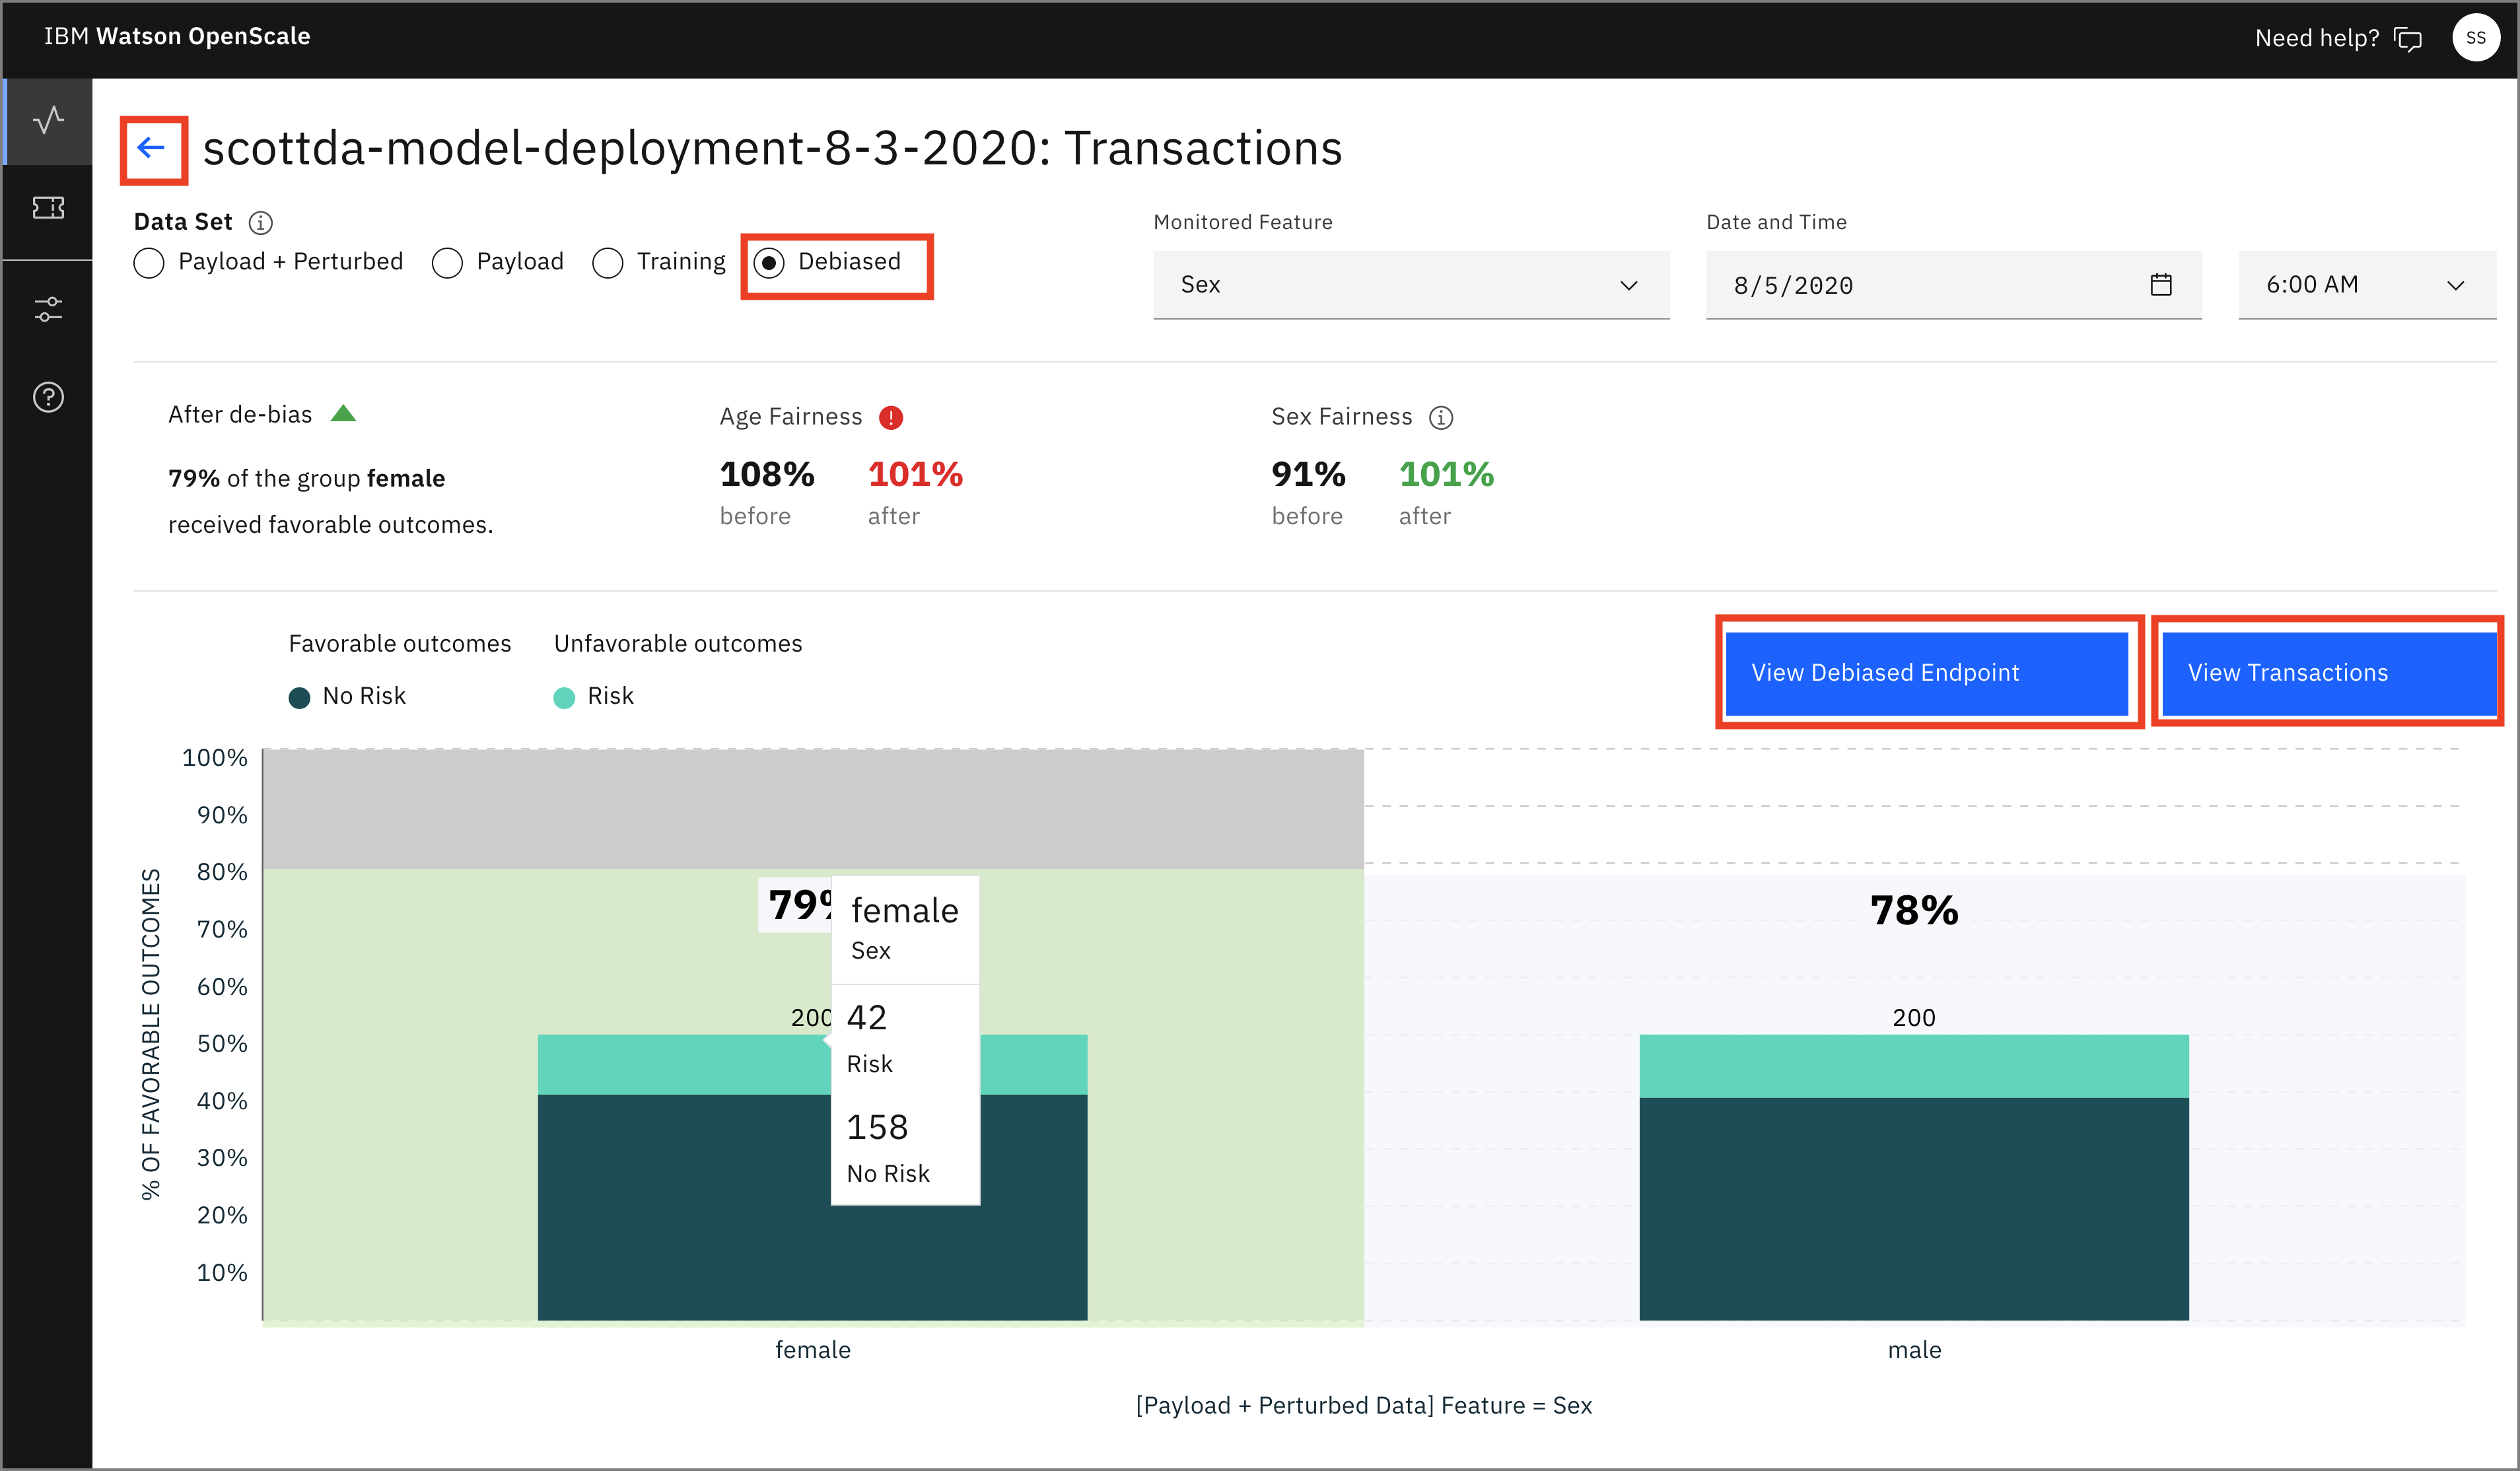 IBM Watson OpenScale
Need help?
SS
scottda-model-deployment-8-3-2020: Transactions
Data Set
Payload + Perturbed
Payload
Training
Debiased
Monitored Feature
Sex
Date and Time
8/5/2020
6:00 AM
After de-bias
79% of the group female
received favorable outcomes.
Age Fairness
108%
101%
before
after
Sex Fairness
91%
101%
before
after
Favorable outcomes
No Risk
Unfavorable outcomes
Risk
View Debiased Endpoint
View Transactions
% OF FAVORABLE OUTCOMES
100%
90%
80%
70%
60%
50%
40%
30%
20%
10%
79%
200
female
Sex
42
Risk
158
No Risk
78%
200
female
male
[Payload + Perturbed Data] Feature = Sex